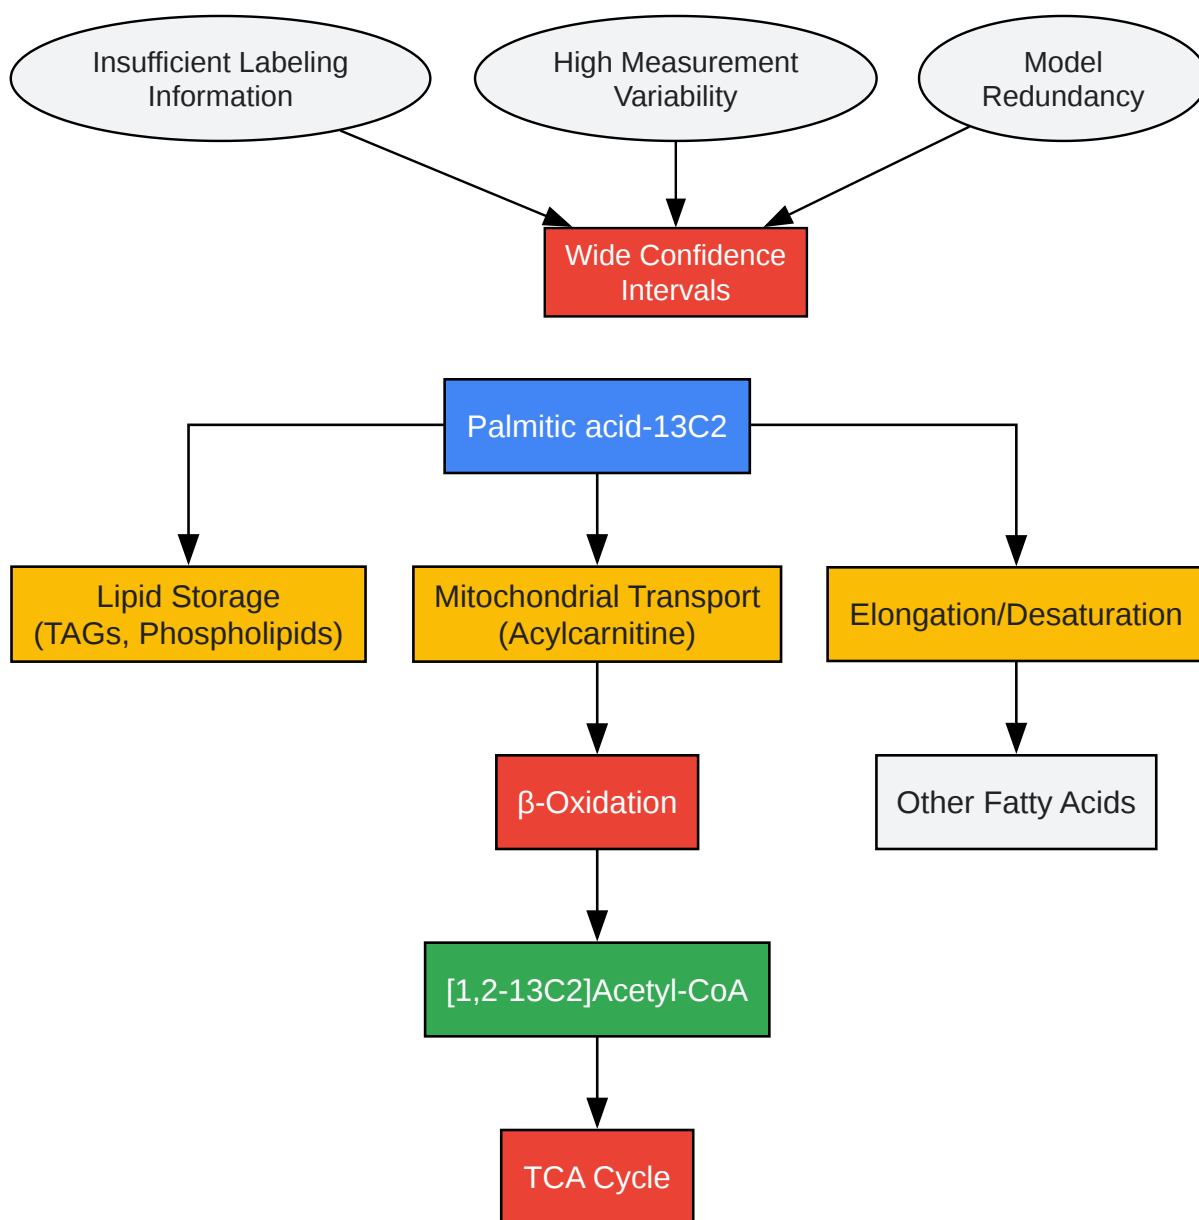 Insufficient Labeling
Information
High Measurement
Variability
Model
Redundancy
Wide Confidence
Intervals
Palmitic acid-13C2
Lipid Storage
(TAGs, Phospholipids)
Mitochondrial Transport
(Acylcarnitine)
Elongation/Desaturation
β-Oxidation
Other Fatty Acids
[1,2-13C2]Acetyl-CoA
TCA Cycle